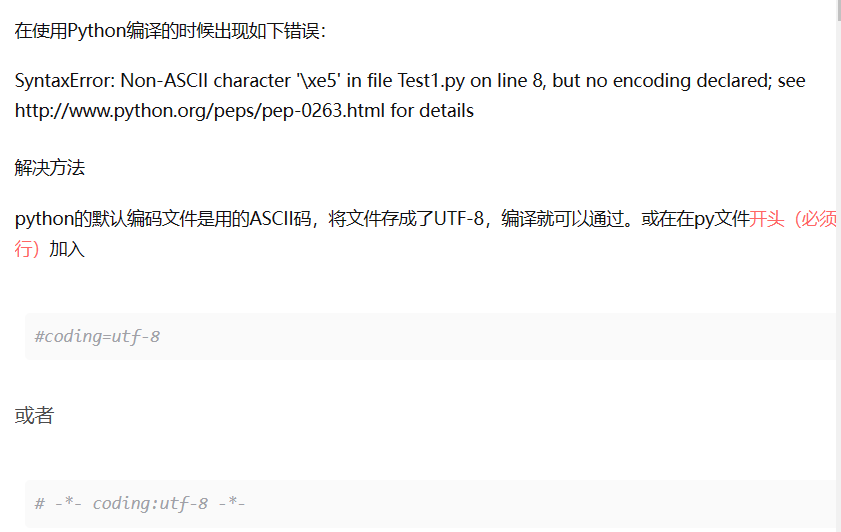 在使用Python编译的时候出现如下错误：
SyntaxError: Non-ASCII character '\xe5' in file Test1.py on line 8, but no encoding declared; see
http://www.python.org/peps/pep-0263.html for details
解决方法
python的默认编码文件是用的ASCII码，将文件存成了UTF-8，编译就可以通过。或在在py文件开头（必须
行）加入
#coding=utf-8
或者
# -*- coding:utf-8 -*-